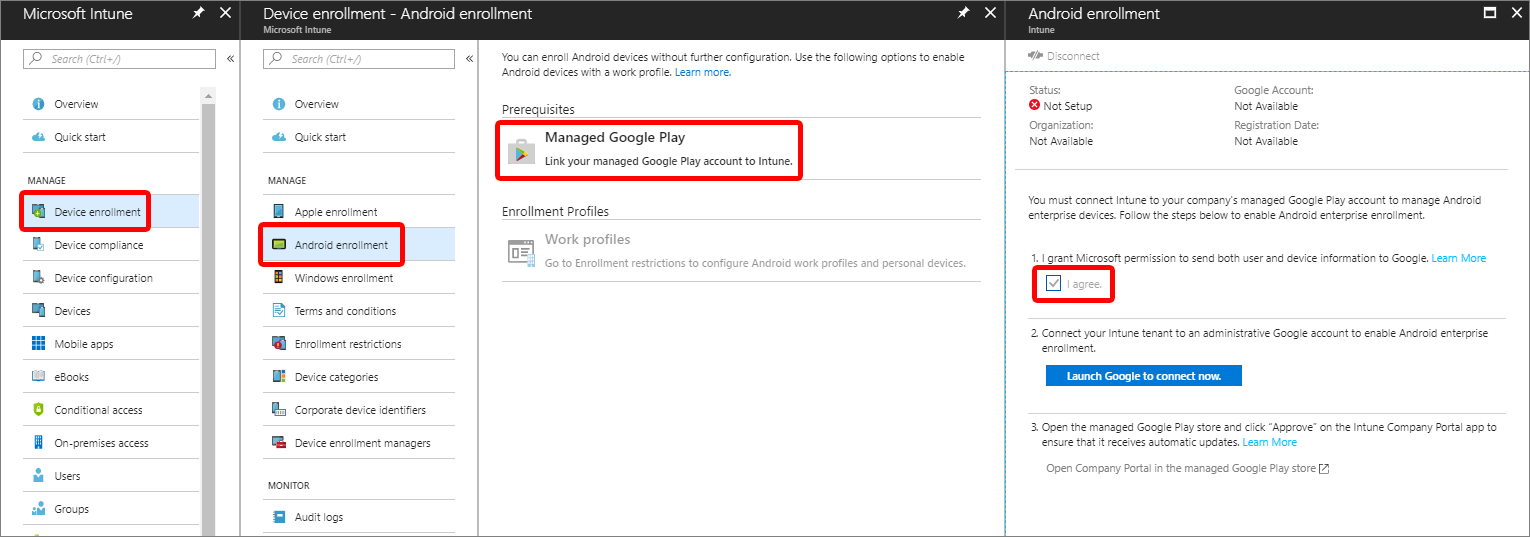 Microsoft Intune
Search (Ctrl+/)
Overview
Quick start
MANAGE
Device enrollment
Device compliance
Device configuration
Devices
Mobile apps
eBooks
Conditional access
On-premises access
Users
Groups
Device enrollment - Android enrollment
Microsoft Intune
Search (Ctrl+/)
Overview
Quick start
MANAGE
Apple enrollment
Android enrollment
Windows enrollment
Terms and conditions
Enrollment restrictions
Device categories
Corporate device identifiers
Device enrollment managers
MONITOR
Audit logs
You can enroll Android devices without further configuration. Use the following options to enable
Android devices with a work profile. Learn more.
Prerequisites
Managed Google Play
Link your managed Google Play account to Intune.
Enrollment Profiles
Work profiles
Go to Enrollment restrictions to configure Android work profiles and personal devices.
Android enrollment
Intune
Disconnect
Status:
Not Setup
Google Account:
Not Available
Organization:
Not Available
Registration Date:
Not Available
You must connect Intune to your company's managed Google Play account to manage Android
enterprise devices. Follow the steps below to enable Android enterprise enrollment.
1. I grant Microsoft permission to send both user and device information to Google. Learn More
I agree.
2. Connect your Intune tenant to an administrative Google account to enable Android enterprise
enrollment.
Launch Google to connect now.
3. Open the managed Google Play store and click “Approve” on the Intune Company Portal app to
ensure that it receives automatic updates. Learn More
Open Company Portal in the managed Google Play store